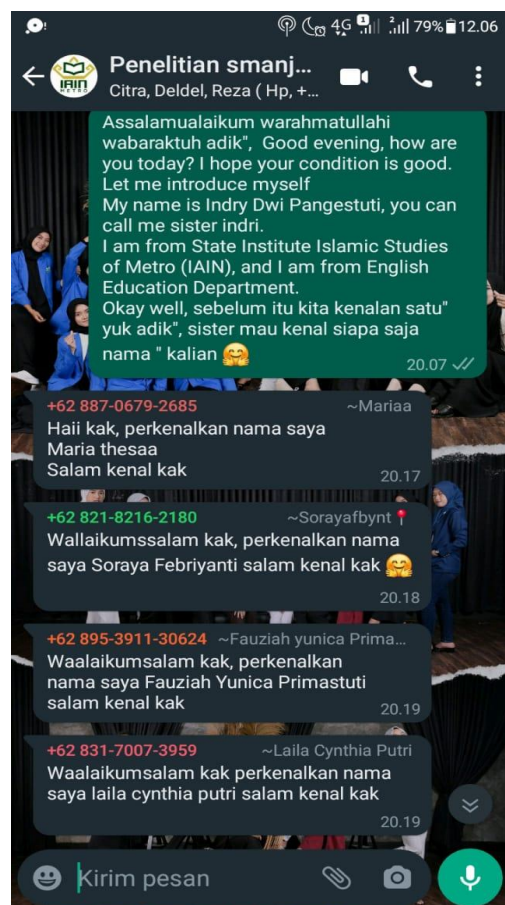 4G 79% 12.06
Penelitian smanj...
IAIN
METRO
Citra, Deldel, Reza ( Hp, +...
Assalamualaikum warahmatullahi
wabaraktuh adik", Good evening, how are
you today? I hope your condition is good.
Let me introduce myself
My name is Indry Dwi Pangestuti, you can
call me sister indri.
I am from State Institute Islamic Studies
of Metro (IAIN), and I am from English
Education Department.
Okay well, sebelum itu kita kenalan satu"
yuk adik", sister mau kenal siapa saja
nama " kalian 🤗
20.07
+62 887-0679-2685 ~Mariaa
Haii kak, perkenalkan nama saya
Maria thesaa
Salam kenal kak
20.17
+62 821-8216-2180 ~Sorayafbynt📍
Wallaikumssalam kak, perkenalkan nama
saya Soraya Febriyanti salam kenal kak 🤗
20.18
+62 895-3911-30624 ~Fauziah yunica Prima...
Waalaikumsalam kak, perkenalkan
nama saya Fauziah Yunica Primastuti
salam kenal kak
20.19
+62 831-7007-3959 ~Laila Cynthia Putri
Waalaikumsalam kak perkenalkan nama
saya laila cynthia putri salam kenal kak
20.19
Kirim pesan